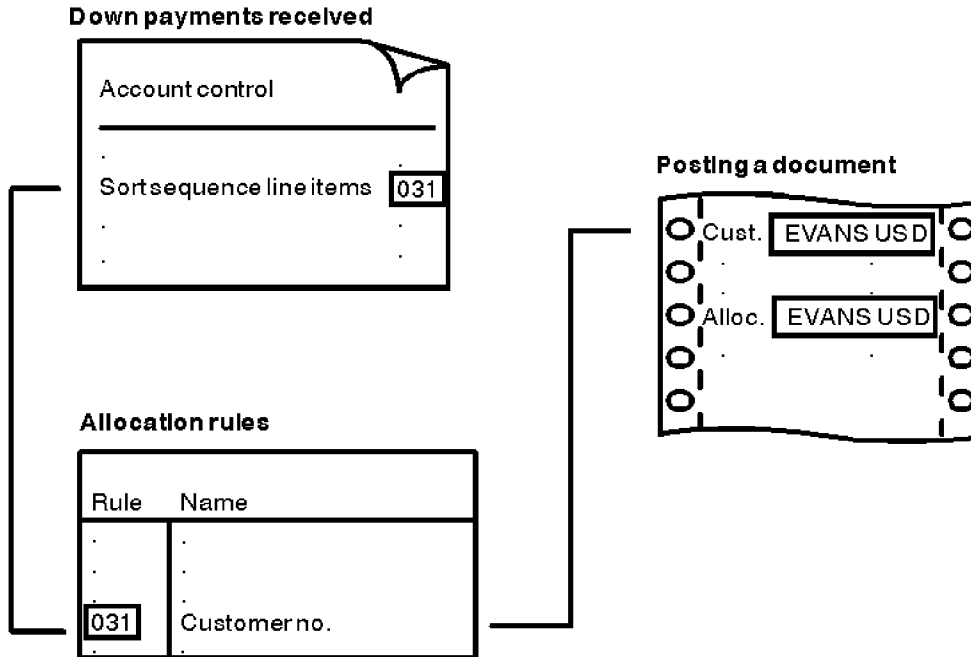 Down payments received
Account control
Sort sequence line items 031
Posting a document
Cust. EVANS USD
Alloc. EVANS USD
Allocation rules
Rule Name
031 Customer no.